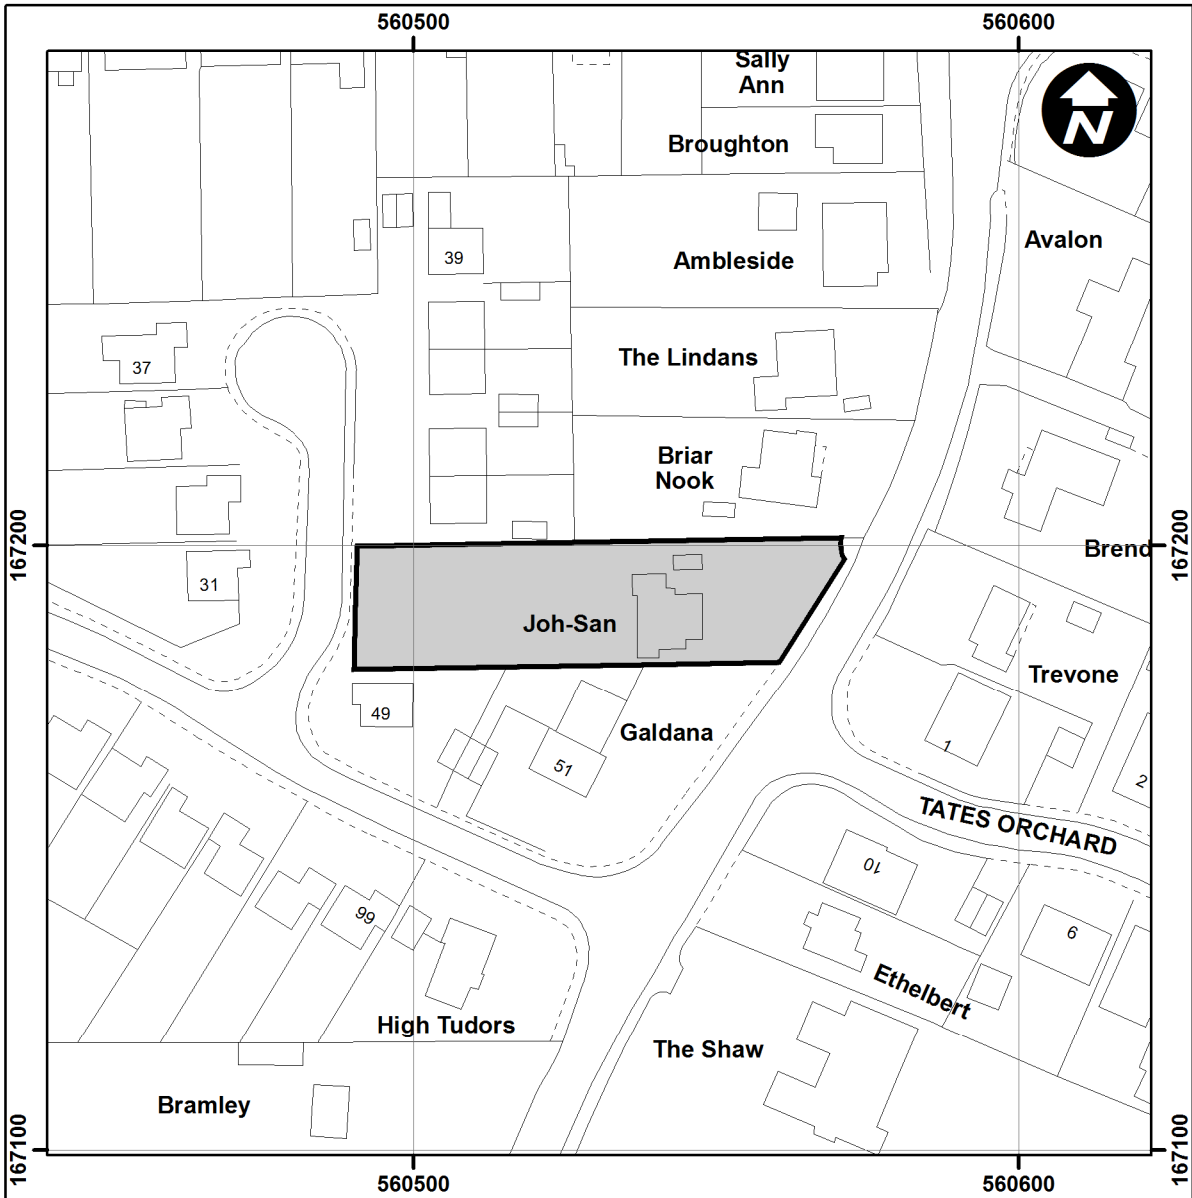 560500
560600
Sally
Ann
N
Broughton
Avalon
39
Ambleside
37
The Lindans
Briar
Nook
167200
167200
Brend
31
Joh-San
Trevone
49
Galdana
1
51
2
TATES ORCHARD
10
99
6
Ethelbert
High Tudors
The Shaw
Bramley
167100
167100
560500
560600